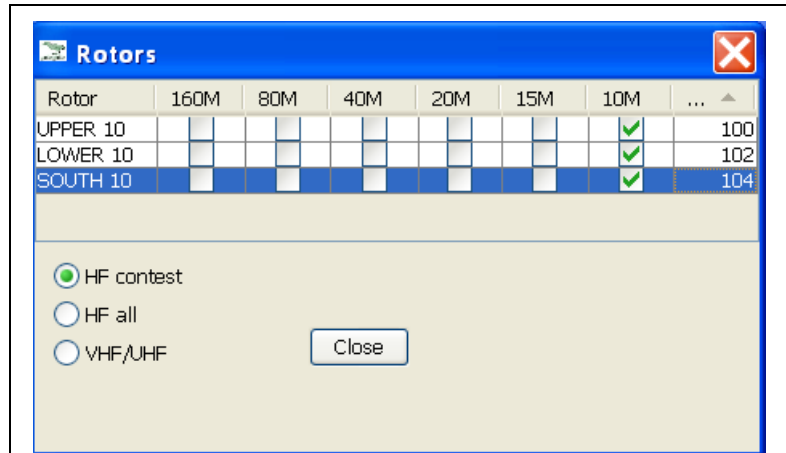 Rotors
Rotor 160M 80M 40M 20M 15M 10M ...
UPPER 10 100
LOWER 10 102
SOUTH 10 104
HF contest
HF all
VHF/UHF
Close